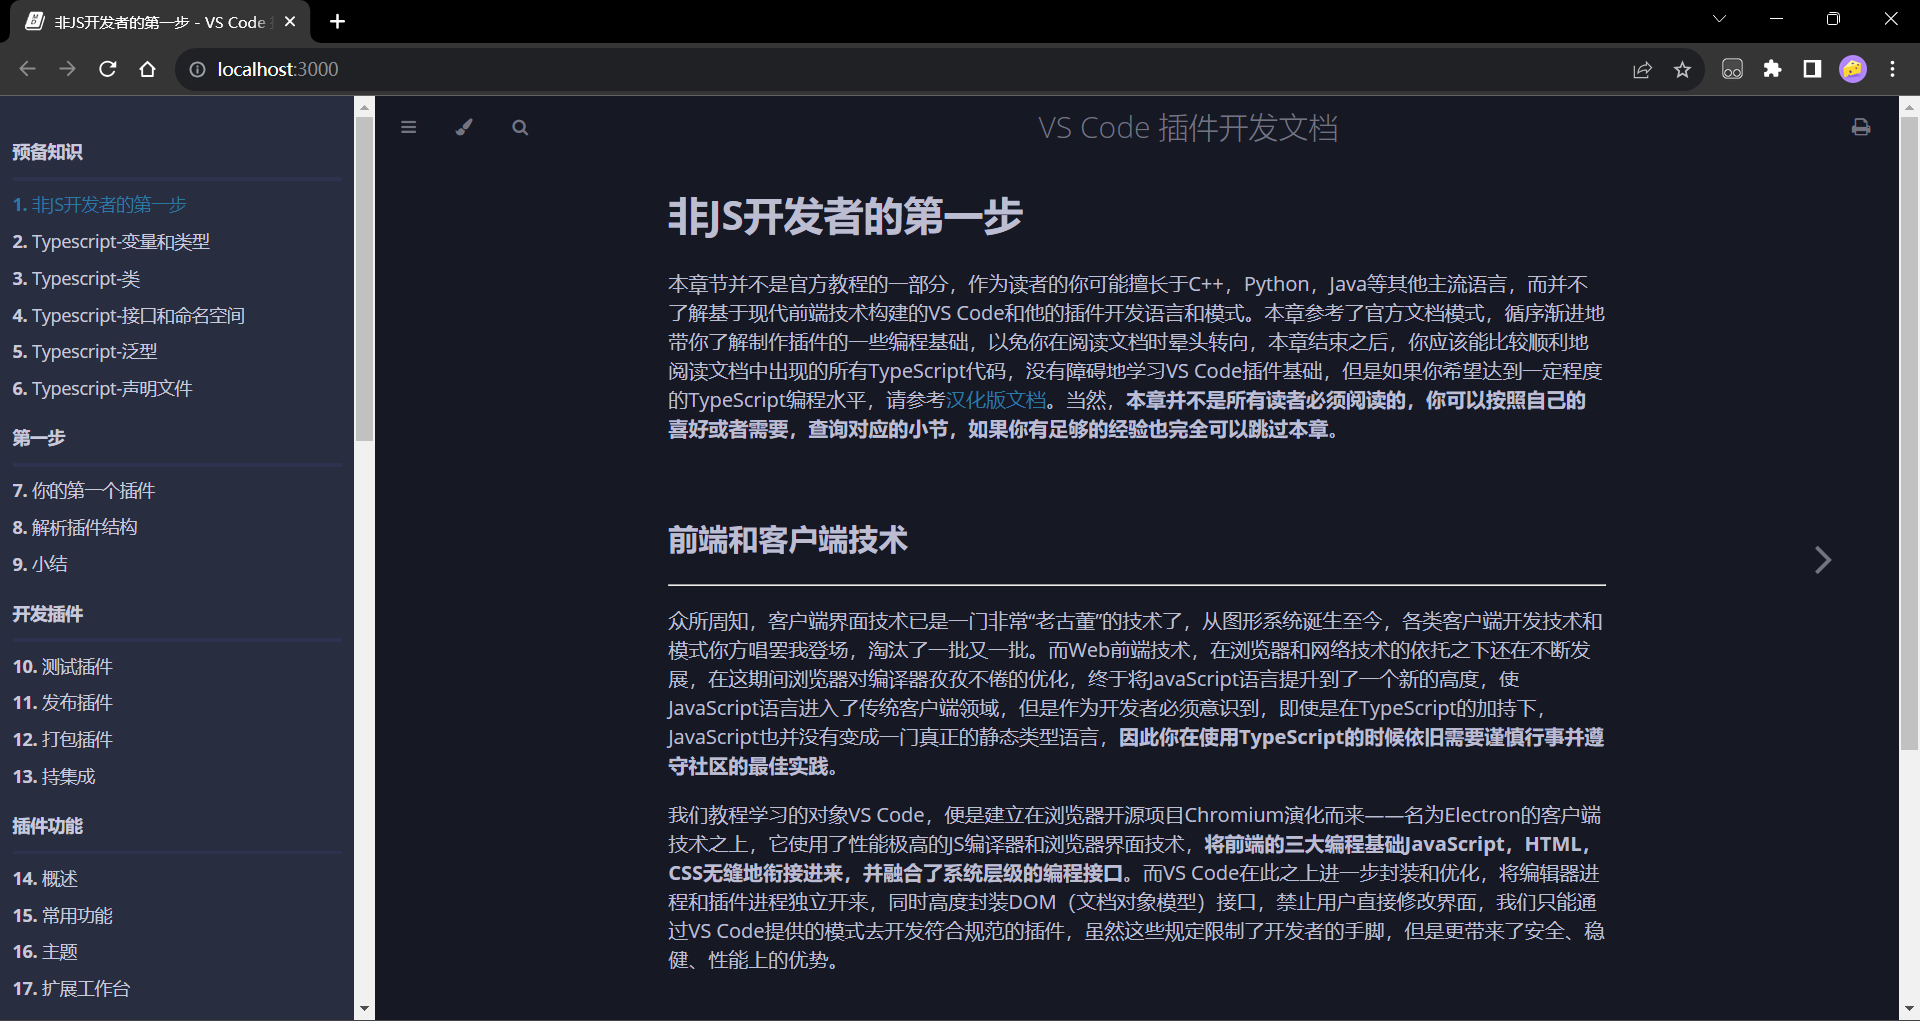 非JS开发者的第一步 - VS Code
localhost:3000
预备知识
1. 非JS开发者的第一步
2. Typescript-变量和类型
3. Typescript-类
4. Typescript-接口和命名空间
5. Typescript-泛型
6. Typescript-声明文件
第一步
7. 你的第一个插件
8. 解析插件结构
9. 小结
开发插件
10. 测试插件
11. 发布插件
12. 打包插件
13. 持集成
插件功能
14. 概述
15. 常用功能
16. 主题
17. 扩展工作台
VS Code 插件开发文档
非JS开发者的第一步
本章节并不是官方教程的一部分，作为读者的你可能擅长于C++，Python，Java等其他主流语言，而并不
了解基于现代前端技术构建的VS Code和他的插件开发语言和模式。本章参考了官方文档模式，循序渐进地
带你了解制作插件的一些编程基础，以免你在阅读文档时晕头转向，本章结束之后，你应该能比较顺利地
阅读文档中出现的所有TypeScript代码，没有障碍地学习VS Code插件基础，但是如果你希望达到一定程度
的TypeScript编程水平，请参考汉化版文档。当然，本章并不是所有读者必须阅读的，你可以按照自己的
喜好或者需要，查询对应的小节，如果你有足够的经验也完全可以跳过本章。
前端和客户端技术
众所周知，客户端界面技术已是一门非常“老古董”的技术了，从图形系统诞生至今，各类客户端开发技术和
模式你方唱罢我登场，淘汰了一批又一批。而Web前端技术，在浏览器和网络技术的依托之下还在不断发
展，在这期间浏览器对编译器孜孜不倦的优化，终于将JavaScript语言提升到了一个新的高度，使
JavaScript语言进入了传统客户端领域，但是作为开发者必须意识到，即使是在TypeScript的加持下，
JavaScript也并没有变成一门真正的静态类型语言，因此你在使用TypeScript的时候依旧需要谨慎行事并遵
守社区的最佳实践。
我们教程学习的对象VS Code，便是建立在浏览器开源项目Chromium演化而来——名为Electron的客户端
技术之上，它使用了性能极高的JS编译器和浏览器界面技术，将前端的三大编程基础JavaScript，HTML，
CSS无缝地衔接进来，并融合了系统层级的编程接口。而VS Code在此之上进一步封装和优化，将编辑器进
程和插件进程独立开来，同时高度封装DOM（文档对象模型）接口，禁止用户直接修改界面，我们只能通
过VS Code提供的模式去开发符合规范的插件，虽然这些规定限制了开发者的手脚，但是更带来了安全、稳
健、性能上的优势。